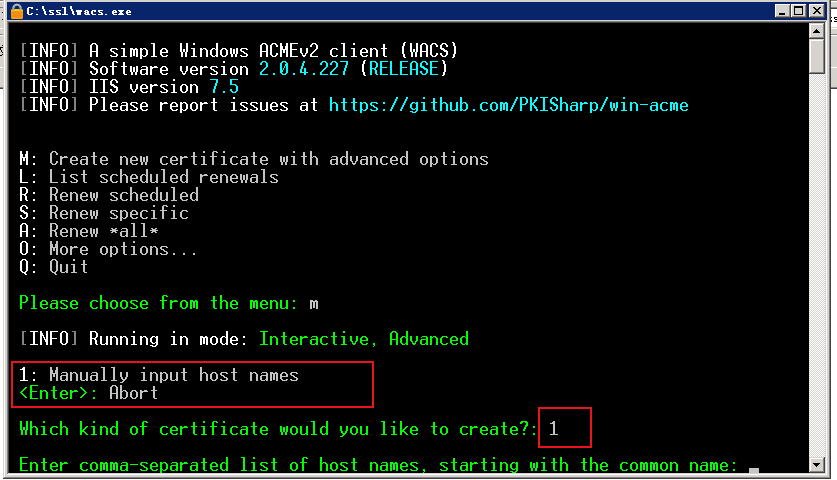 C:\ssl\wacs.exe
[INFO] A simple Windows ACMEv2 client (WACS)
[INFO] Software version 2.0.4.227 (RELEASE)
[INFO] IIS version 7.5
[INFO] Please report issues at https://github.com/PKISharp/win-acme
M: Create new certificate with advanced options
L: List scheduled renewals
R: Renew scheduled
S: Renew specific
A: Renew *all*
O: More options...
Q: Quit
Please choose from the menu: m
[INFO] Running in mode: Interactive, Advanced
1: Manually input host names
<Enter>: Abort
Which kind of certificate would you like to create?: 1
Enter comma-separated list of host names, starting with the common name: _